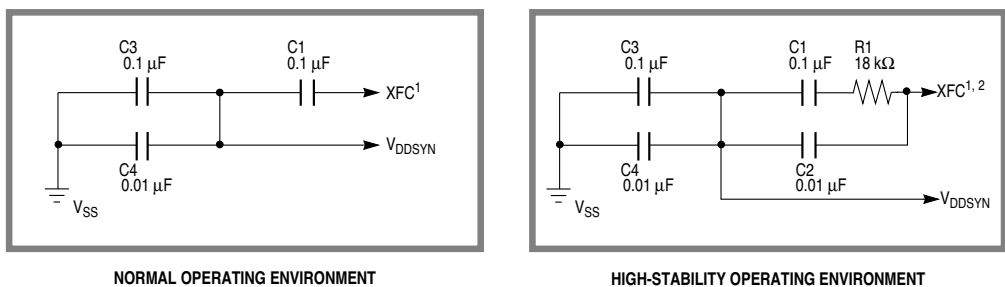 C3
0.1 µF
C1
0.1 µF
XFC1
VDDSYN
C4
0.01 µF
VSS
NORMAL OPERATING ENVIRONMENT
C3
0.1 µF
C1
0.1 µF
R1
18 kΩ
XFC1, 2
C4
0.01 µF
C2
0.01 µF
VDDSYN
VSS
HIGH-STABILITY OPERATING ENVIRONMENT